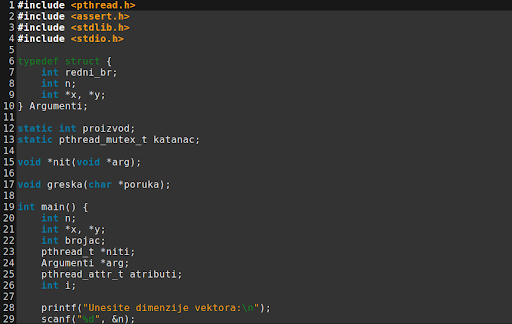 1 #include <pthread.h>
2 #include <assert.h>
3 #include <stdlib.h>
4 #include <stdio.h>
5
6 typedef struct {
7     int redni_br;
8     int n;
9     int *x, *y;
10 } Argumenti;
11
12 static int proizvod;
13 static pthread_mutex_t katanac;
14
15 void *nit(void *arg);
16
17 void greska(char *poruka);
18
19 int main() {
20     int n;
21     int *x, *y;
22     int brojac;
23     pthread_t *niti;
24     Argumenti *arg;
25     pthread_attr_t atributi;
26     int i;
27
28     printf("Unesite dimenzije vektora:\n");
29     scanf("%d", &n);